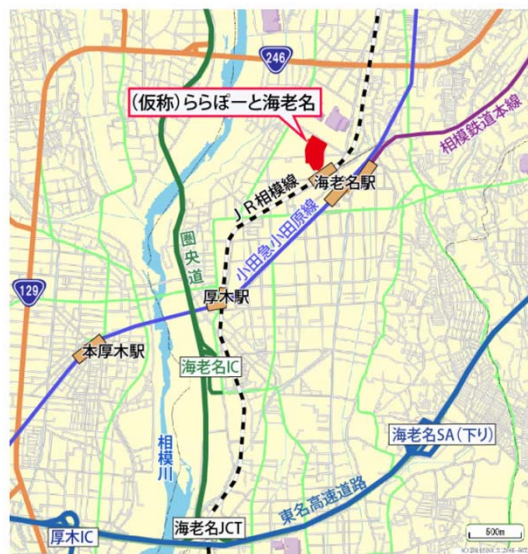 246
(仮称)ららぽーと海老名
相模鉄道本線
海老名駅
JR相模線
小田急小田原線
圏央道
129
厚木駅
本厚木駅
海老名IC
海老名SA(下り)
相模川
東名高速道路
海老名JCT
厚木IC
500m